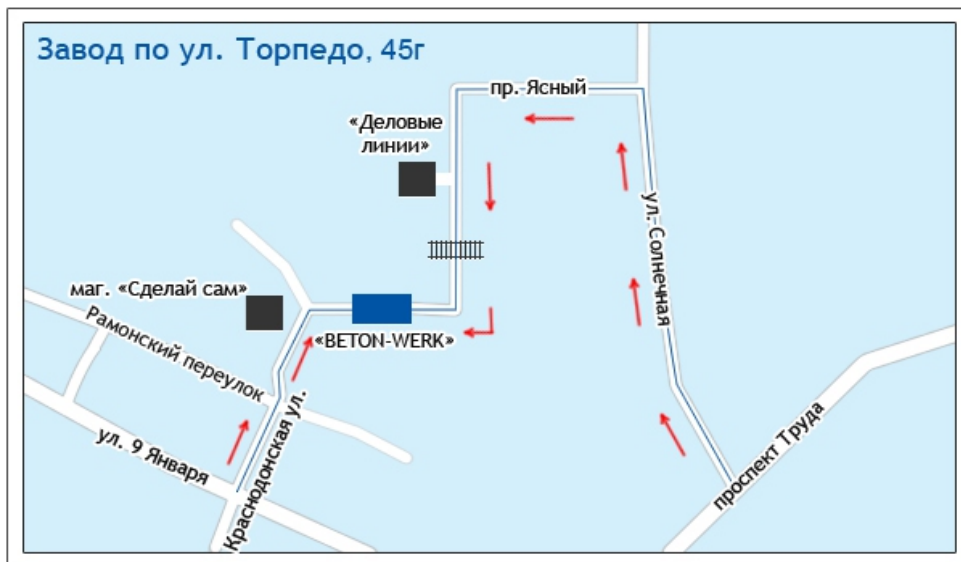 Завод по ул. Торпедо, 45г
пр. Ясный
«Деловые
линии»
ул. Солнечная
маг. «Сделай сам»
Рамонский переулок
«BETON-WERK»
ул. 9 Января
Краснодонская ул.
проспект Труда